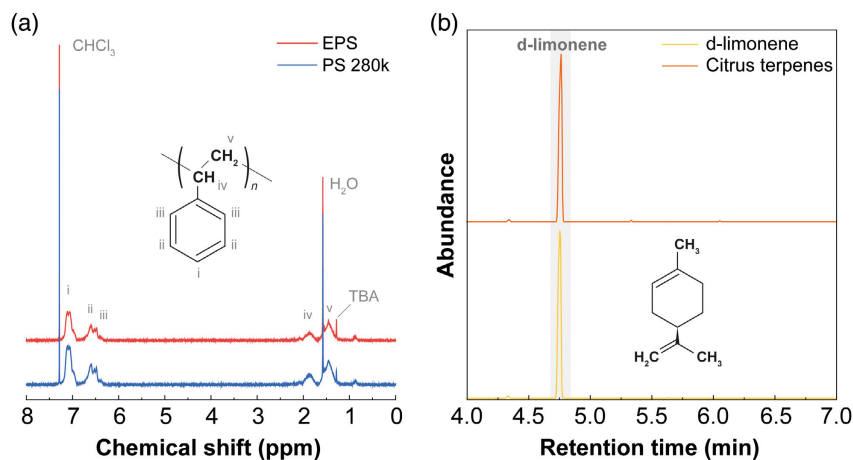 (a)
CHCl3
EPS
PS 280k
v
CH2
CH
iv
n
iii
iii
ii
ii
i
H2O
TBA
i
ii
iii
iv
v
8
7
6
5
4
3
2
1
0
Chemical shift (ppm)
(b)
d-limonene
d-limonene
Citrus terpenes
Abundance
CH3
H2C
CH3
4.0
4.5
5.0
5.5
6.0
6.5
7.0
Retention time (min)